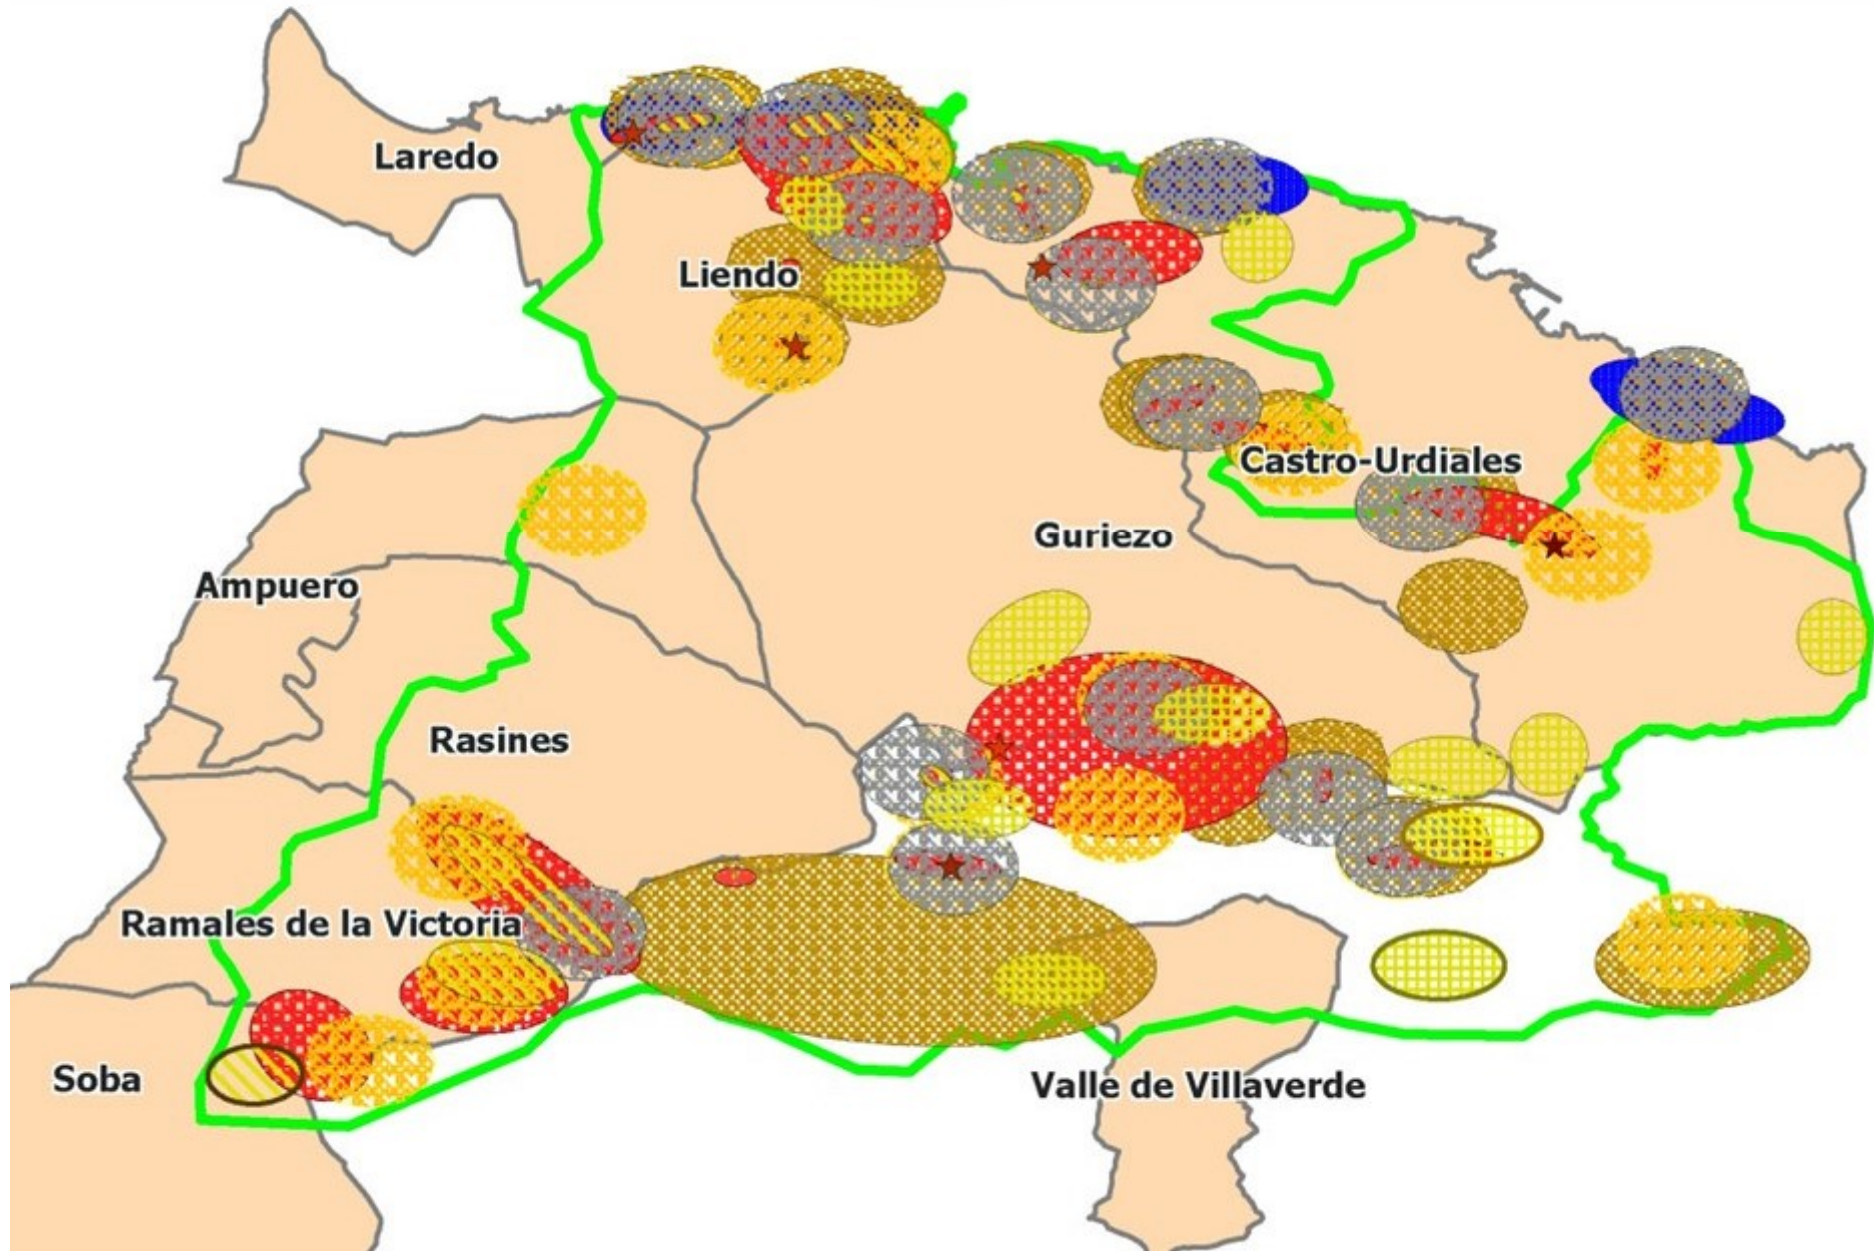 Laredo
Liendo
Castro-Urdiales
Guriezo
Ampuero
Rasines
Ramales de la Victoria
Soba
Valle de Villaverde